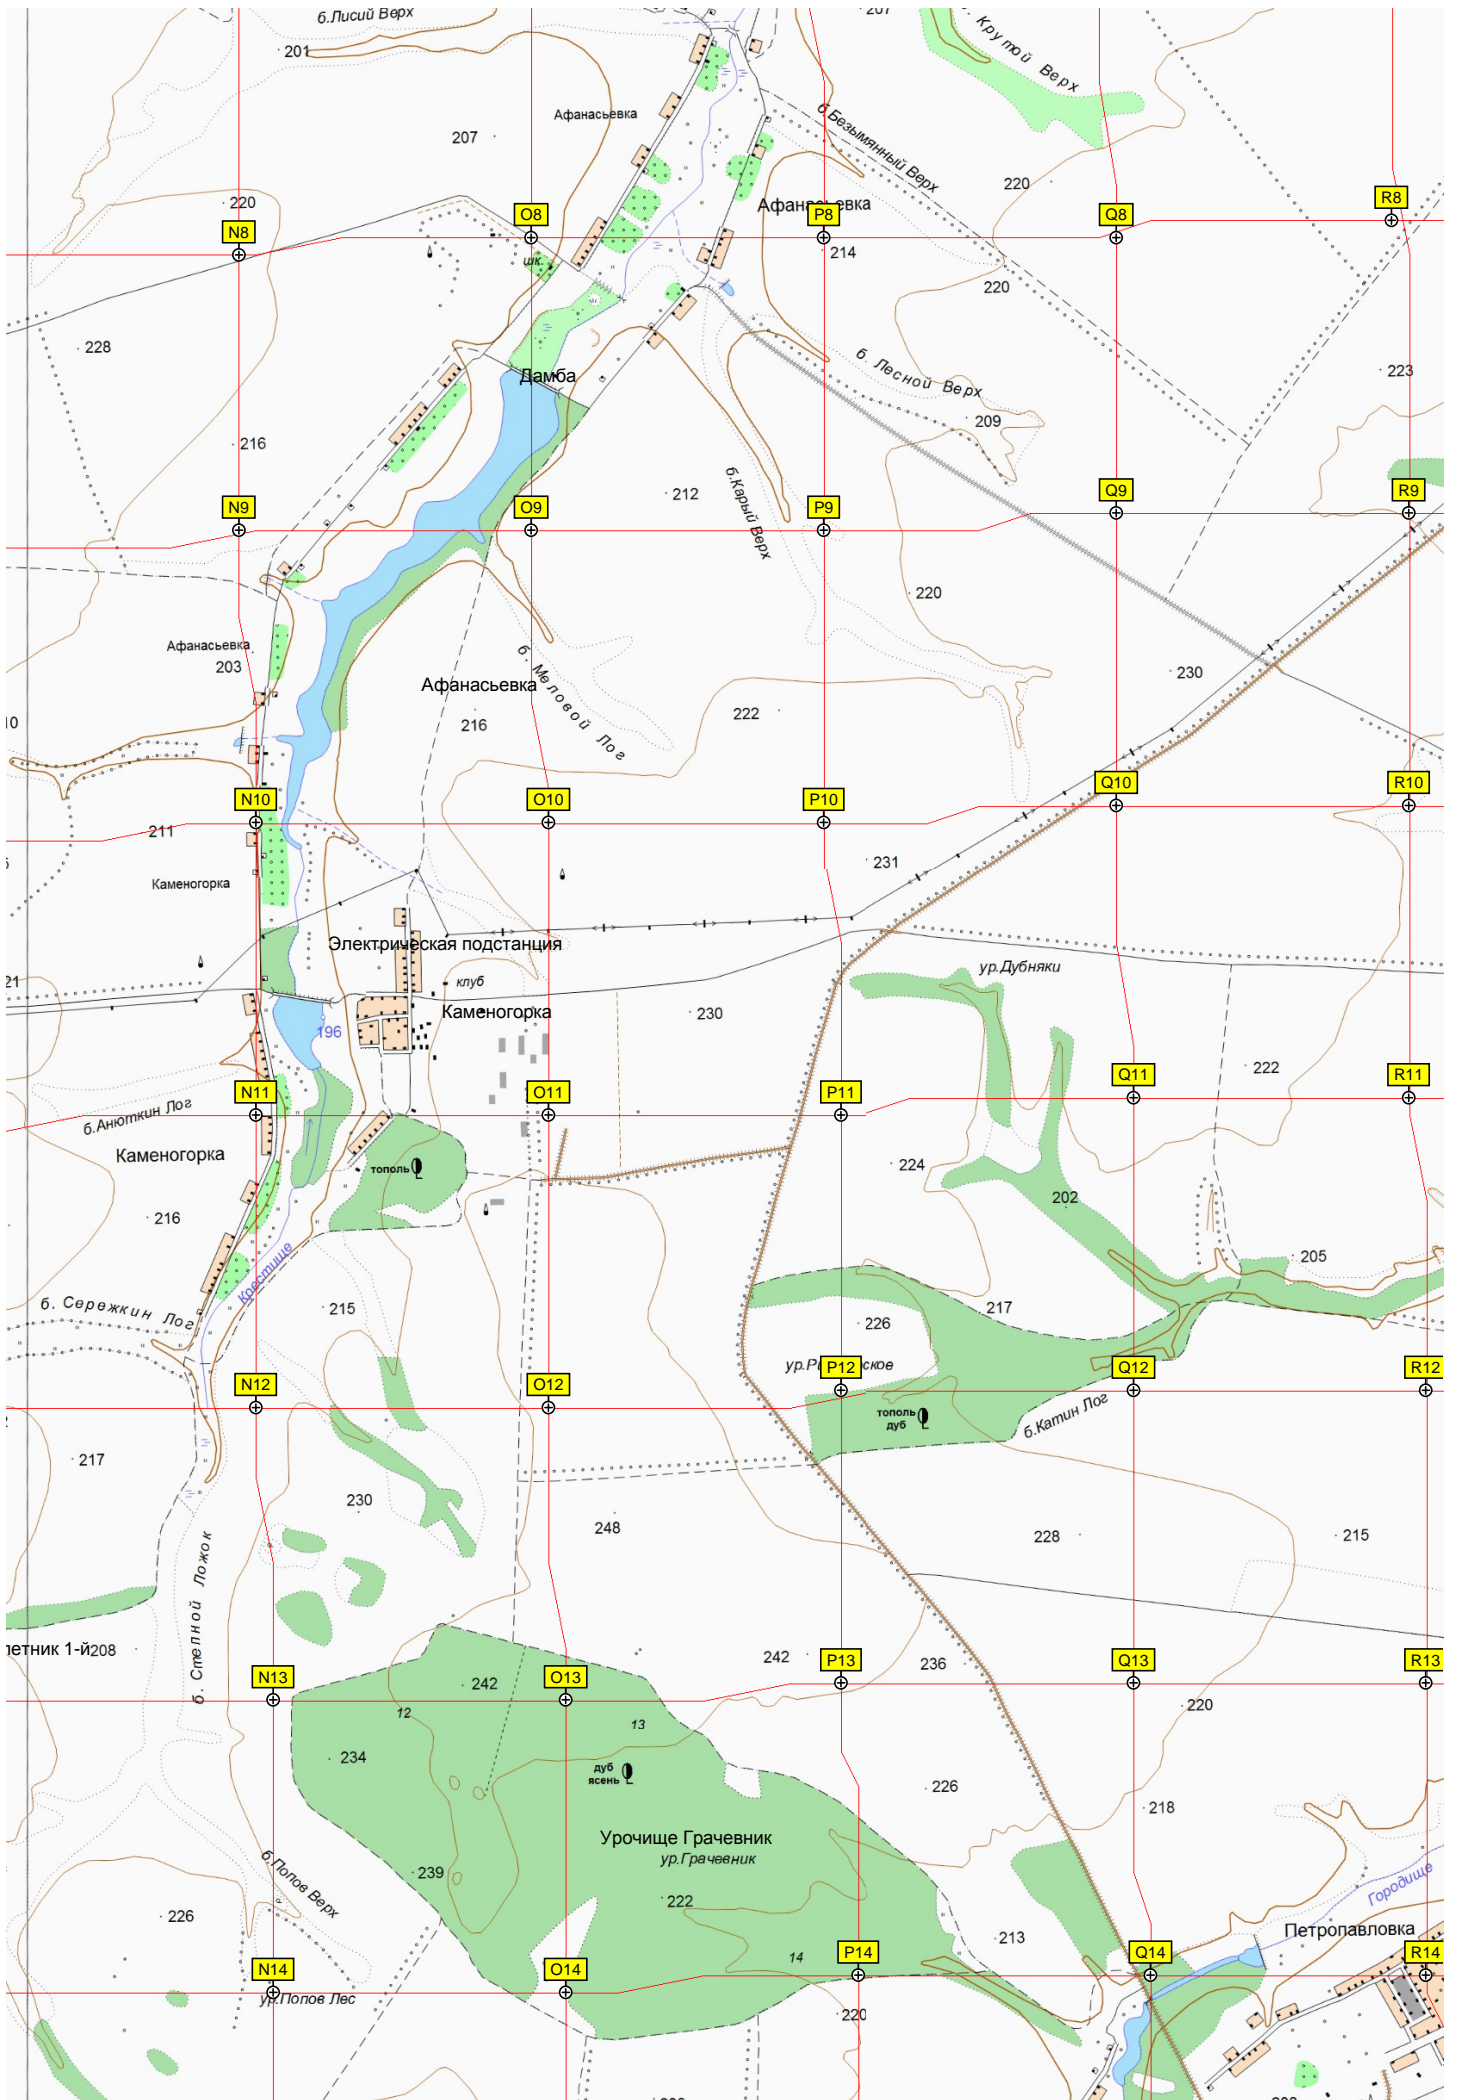 б.Лисий Верх
207
б. Крутой Верх
201
Афанасьевка
207
б.Безымянный Верх
220
220
Афанасьевка
N8
O8
P8
Q8
R8
шк.
214
220
228
Дамба
б. Лесной Верх
223
209
216
б.Карый Верх
212
N9
O9
P9
Q9
R9
220
Афанасьевка
203
б. Меловой Лог
230
Афанасьевка
216
222
N10
O10
P10
Q10
R10
211
231
Каменогорка
Электрическая подстанция
ур.Дубняки
клуб
Каменогорка
230
196
222
N11
O11
P11
Q11
R11
б.Анюткин Лог
Каменогорка
тополь
224
202
216
Крестище
205
б. Сережкин Лог
215
217
226
N12
O12
P12
Q12
R12
тополь
дуб
б.Катин Лог
217
230
248
228
215
б. Степной Ложок
208
242
236
N13
O13
P13
Q13
R13
242
220
12
13
234
дуб
ясень
226
218
Урочище Грачевник
ур.Грачевник
239
222
б.Попов Верх
226
Городище
213
Петропавловка
14
N14
O14
P14
Q14
R14
ур.Попов Лес
220